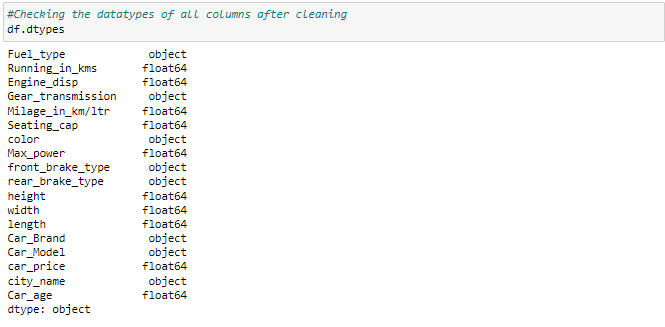 #Checking the datatypes of all columns after cleaning
df.dtypes
Fuel_type object
Running_in_kms float64
Engine_disp float64
Gear_transmission object
Milage_in_km/ltr float64
Seating_cap float64
color object
Max_power float64
front_brake_type object
rear_brake_type object
height float64
width float64
length float64
Car_Brand object
Car_Model object
car_price float64
city_name object
Car_age float64
dtype: object